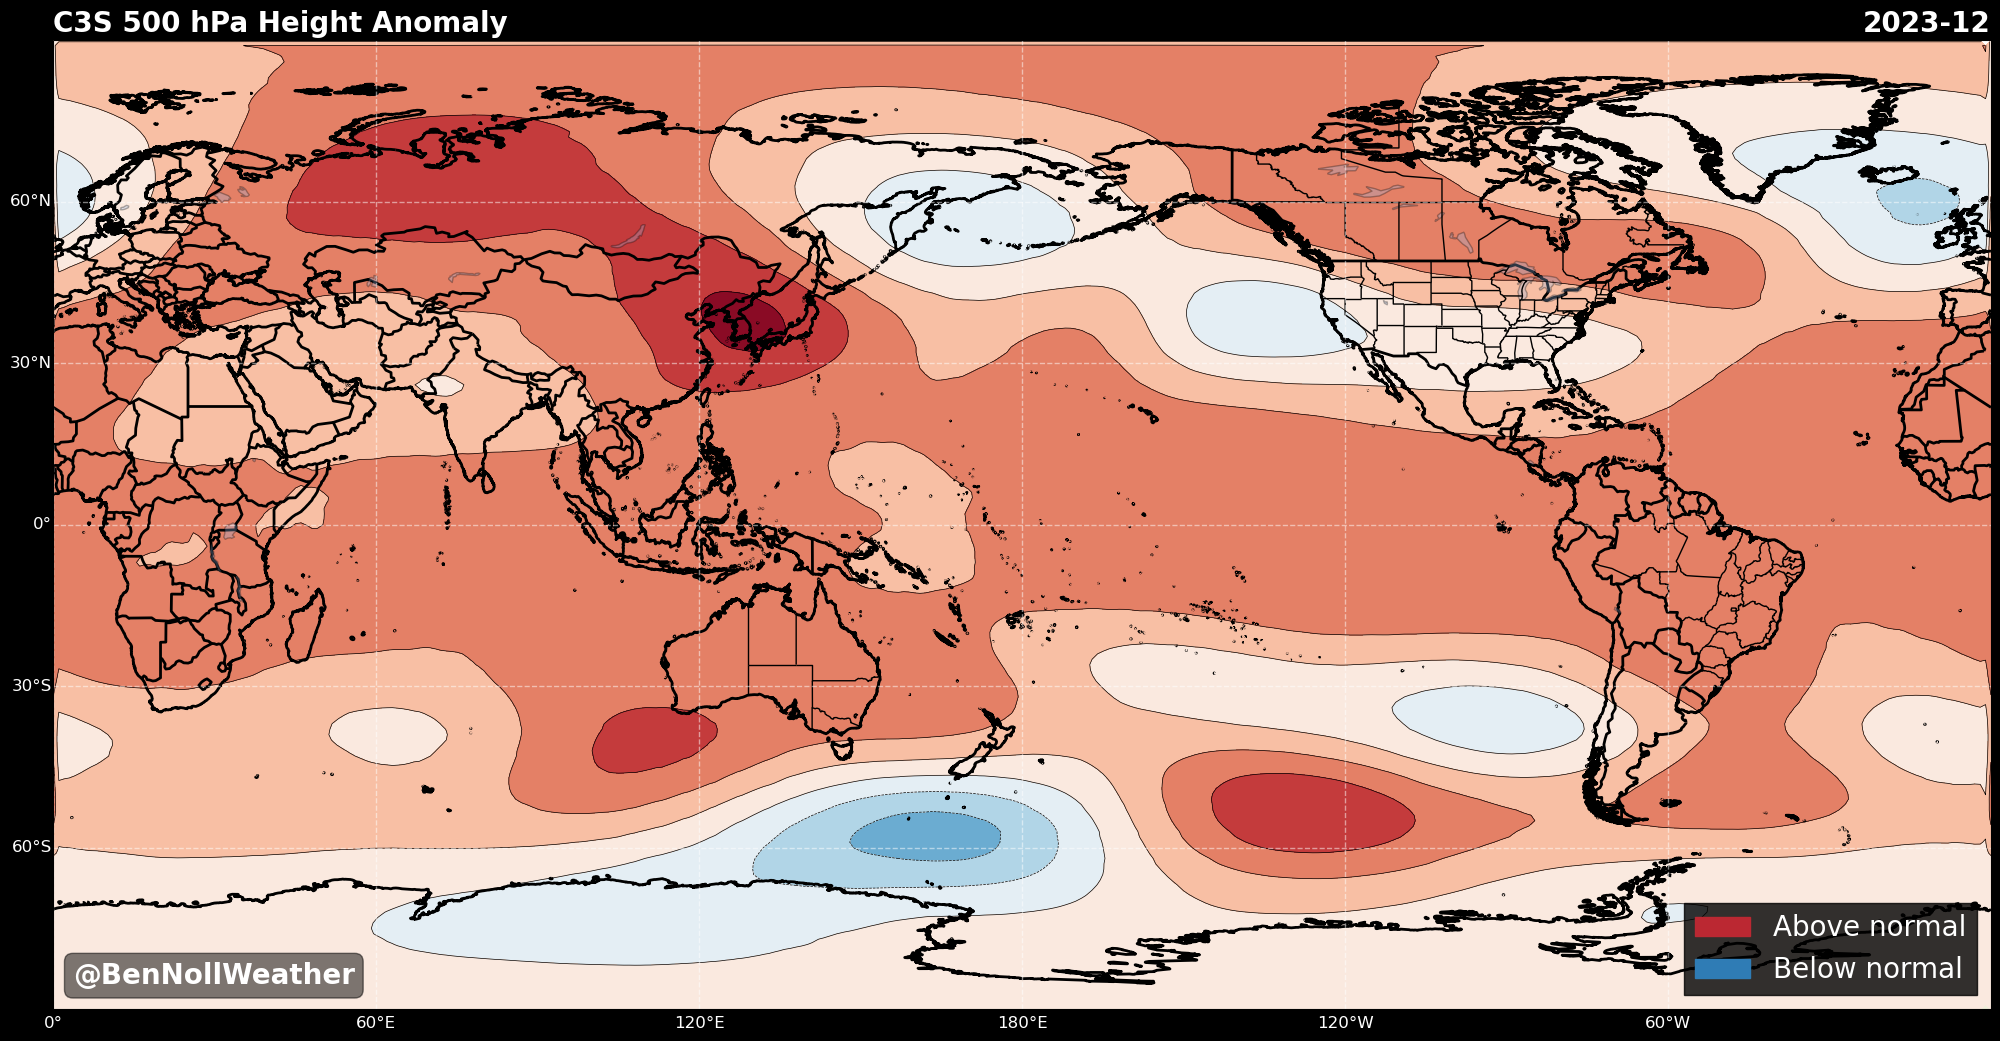 C3S 500 hPa Height Anomaly 2023-12
60°N
30°N
0°
30°S
60°S
Above normal
Below normal
@BenNollWeather
0° 60°E 120°E 180°E 120°W 60°W